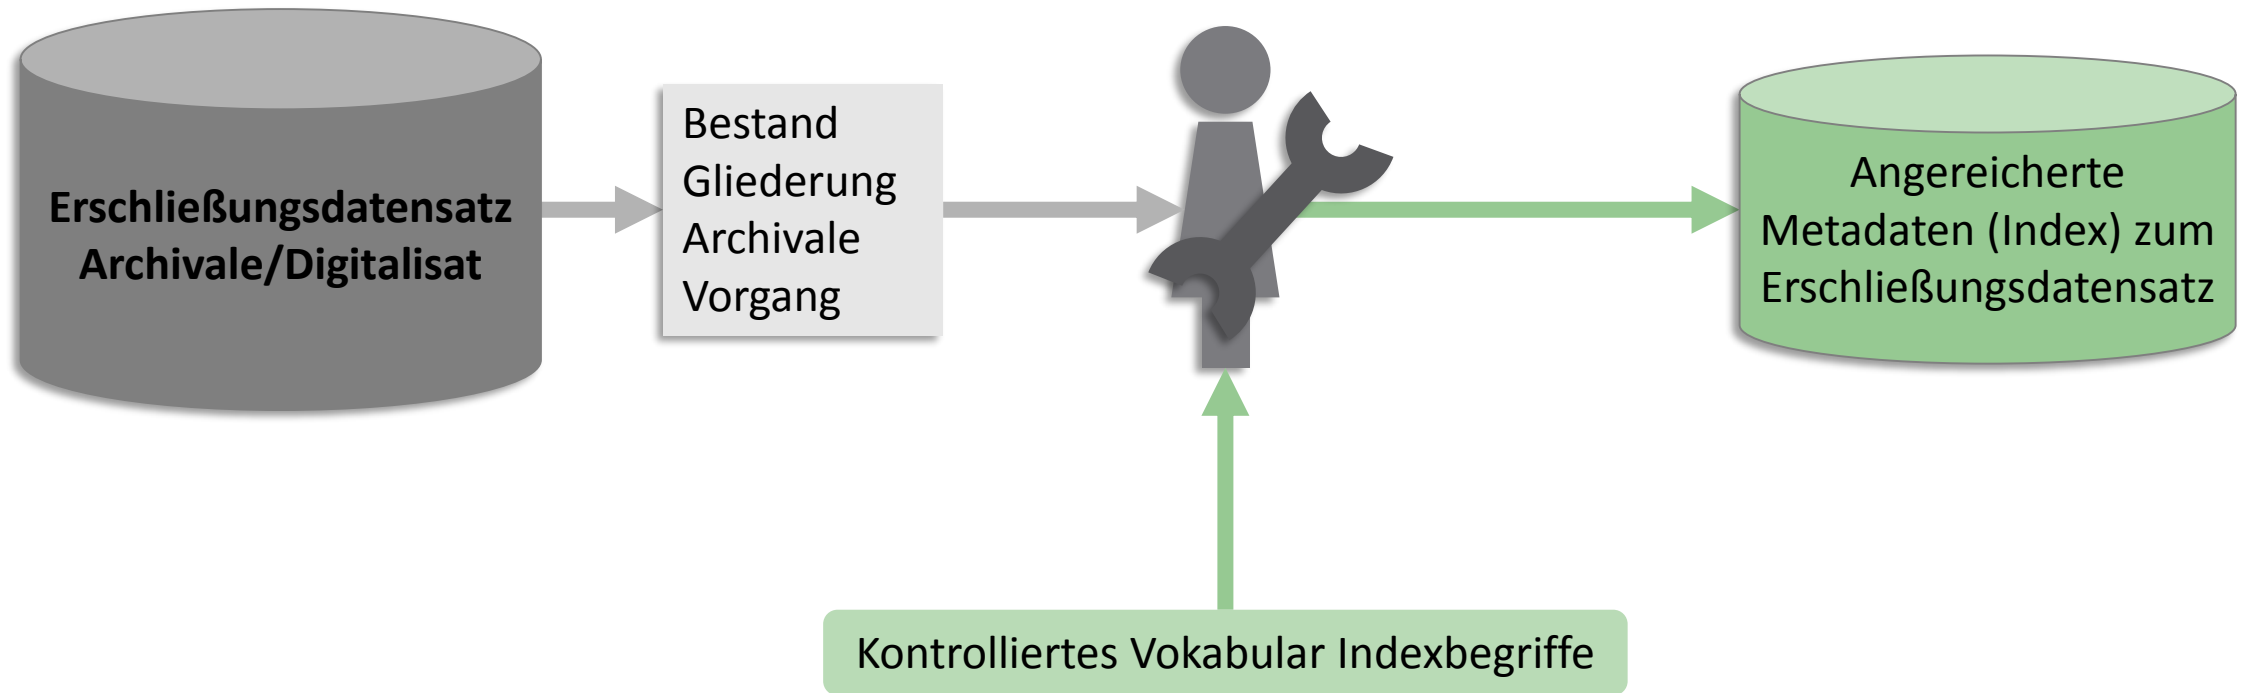 Erschließungsdatensatz
Archivale/Digitalisat
Bestand
Gliederung
Archivale
Vorgang
Angereicherte
Metadaten (Index) zum
Erschließungsdatensatz
Kontrolliertes Vokabular Indexbegriffe